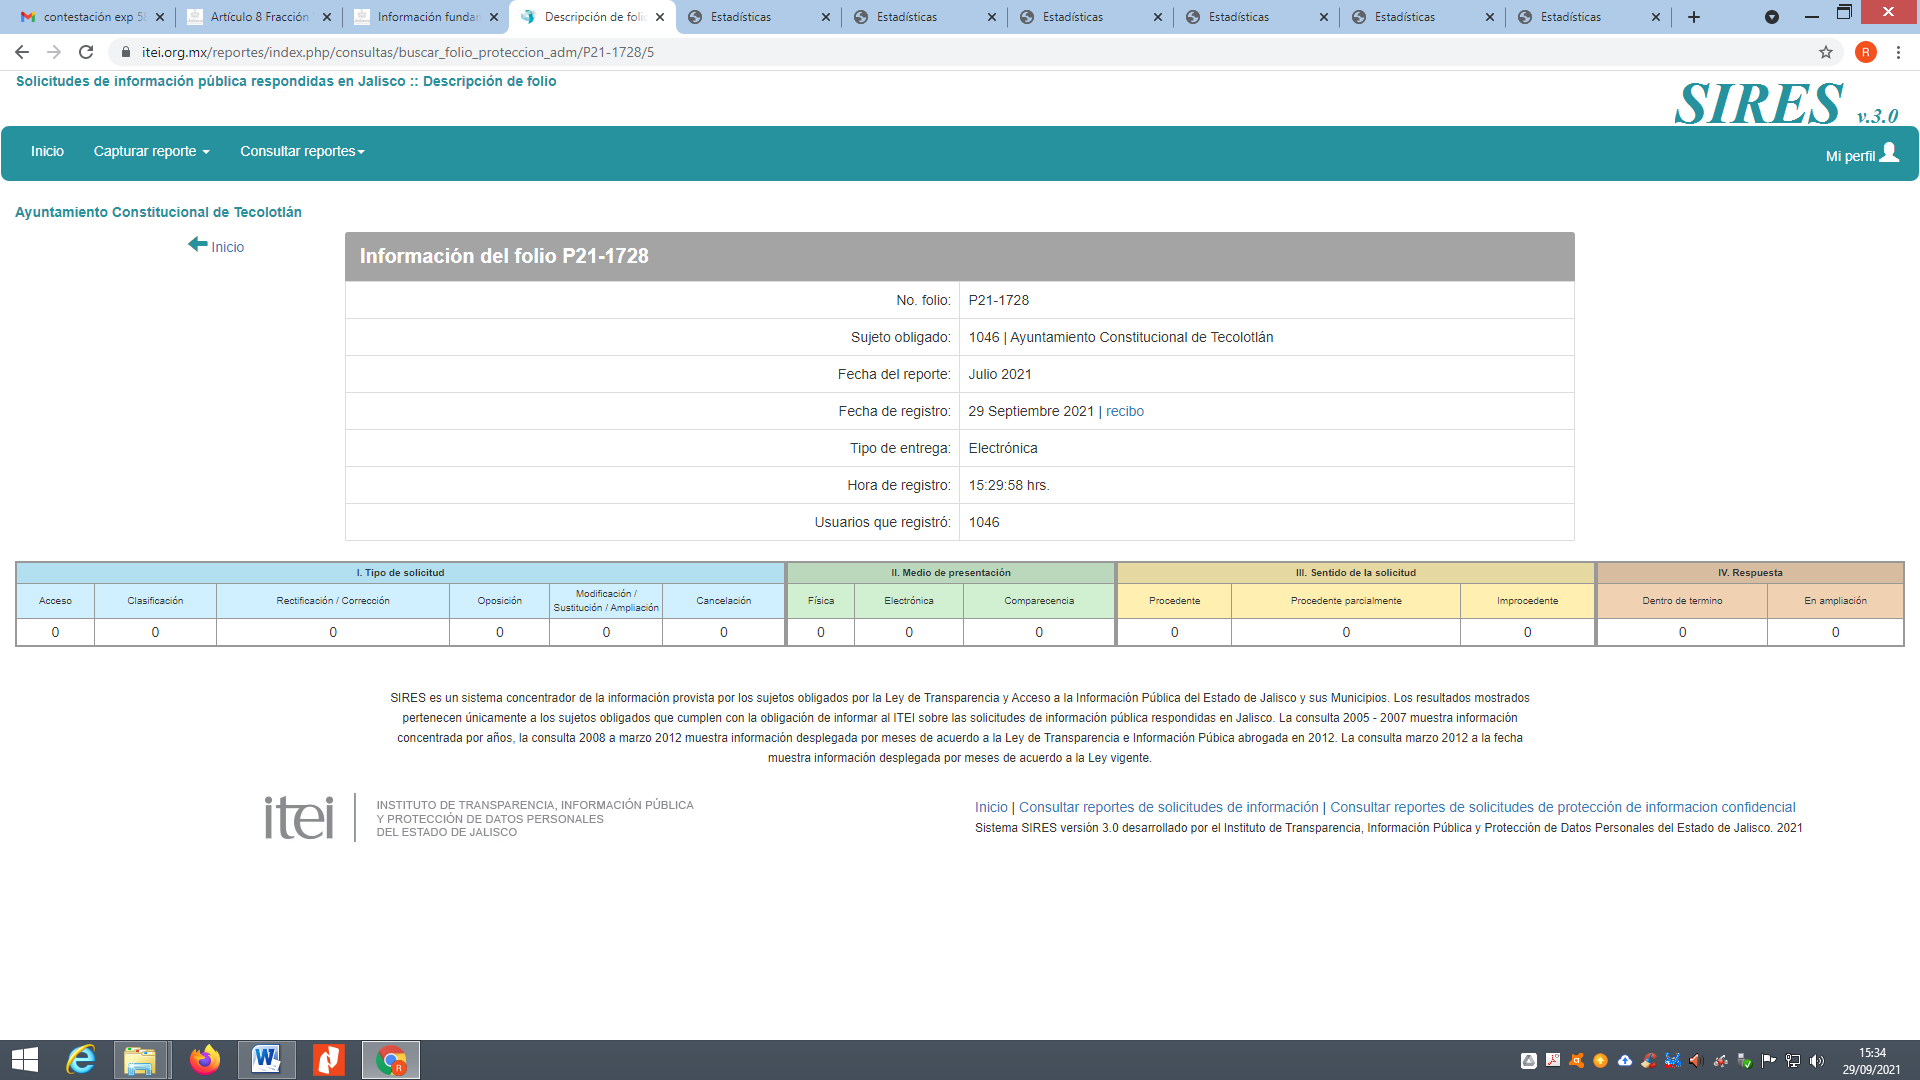 contestación exp 58
Artículo 8 Fracción
Información fundam
Descripción de folio
Estadísticas
Estadísticas
Estadísticas
Estadísticas
Estadísticas
Estadísticas
itei.org.mx/reportes/index.php/consultas/buscar_folio_proteccion_adm/P21-1728/5
R
Solicitudes de información pública respondidas en Jalisco :: Descripción de folio
SIRES v.3.0
Inicio Capturar reporte Consultar reportes Mi perfil
Ayuntamiento Constitucional de Tecolotlán
Inicio
Información del folio P21-1728
No. folio: P21-1728
Sujeto obligado: 1046 | Ayuntamiento Constitucional de Tecolotlán
Fecha del reporte: Julio 2021
Fecha de registro: 29 Septiembre 2021 | recibo
Tipo de entrega: Electrónica
Hora de registro: 15:29:58 hrs.
Usuarios que registró: 1046
I. Tipo de solicitud II. Medio de presentación III. Sentido de la solicitud IV. Respuesta
Acceso Clasificación Rectificación / Corrección Oposición Modificación / Sustitución / Ampliación Cancelación Física Electrónica Comparecencia Procedente Procedente parcialmente Improcedente Dentro de termino En ampliación
0 0 0 0 0 0 0 0 0 0 0 0 0 0
SIRES es un sistema concentrador de la información provista por los sujetos obligados por la Ley de Transparencia y Acceso a la Información Pública del Estado de Jalisco y sus Municipios. Los resultados mostrados
pertenecen únicamente a los sujetos obligados que cumplen con la obligación de informar al ITEI sobre las solicitudes de información pública respondidas en Jalisco. La consulta 2005 - 2007 muestra información
concentrada por años, la consulta 2008 a marzo 2012 muestra información desplegada por meses de acuerdo a la Ley de Transparencia e Información Púbica abrogada en 2012. La consulta marzo 2012 a la fecha
muestra información desplegada por meses de acuerdo a la Ley vigente.
itei
INSTITUTO DE TRANSPARENCIA, INFORMACIÓN PÚBLICA
Y PROTECCIÓN DE DATOS PERSONALES
DEL ESTADO DE JALISCO
Inicio | Consultar reportes de solicitudes de información | Consultar reportes de solicitudes de protección de informacion confidencial
Sistema SIRES versión 3.0 desarrollado por el Instituto de Transparencia, Información Pública y Protección de Datos Personales del Estado de Jalisco. 2021
15:34
29/09/2021